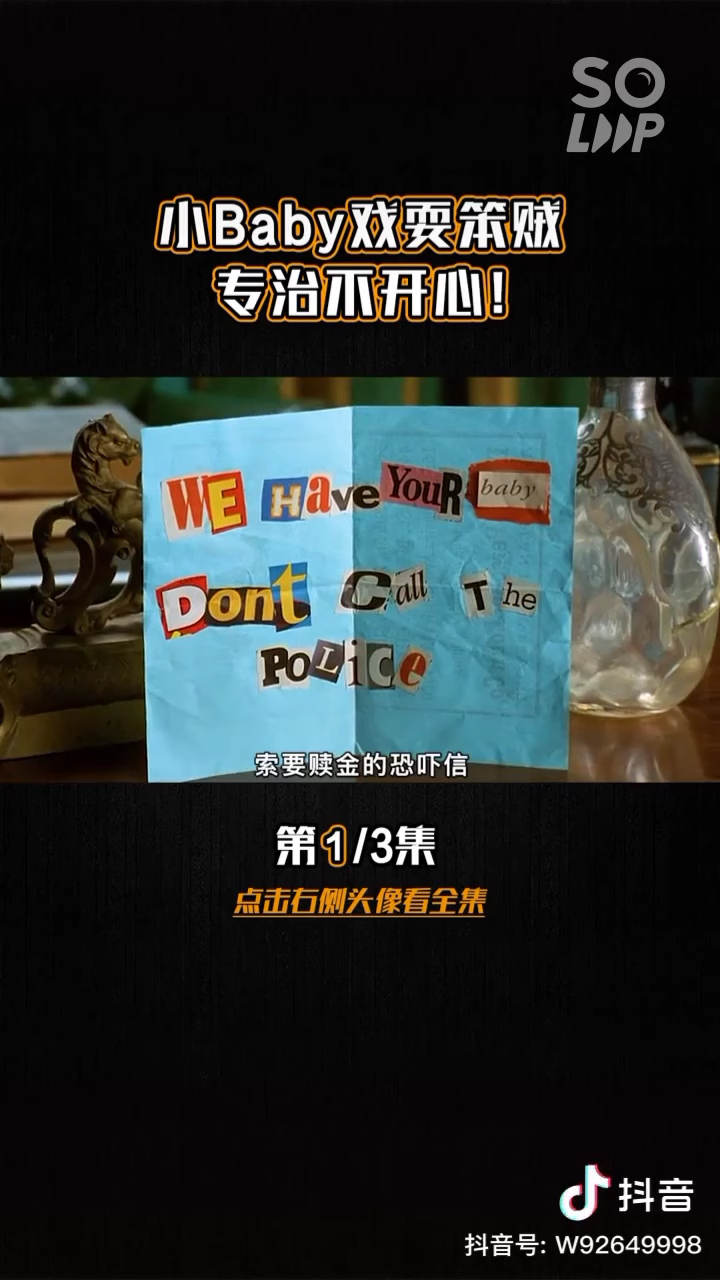 SO
LOOP
小Baby戏耍笨贼
专治不开心!
WE Have YouR baby
Dont Call The
PoLice
索要赎金的恐吓信
第1/3集
点击右侧头像看全集
抖音
抖音号: W92649998